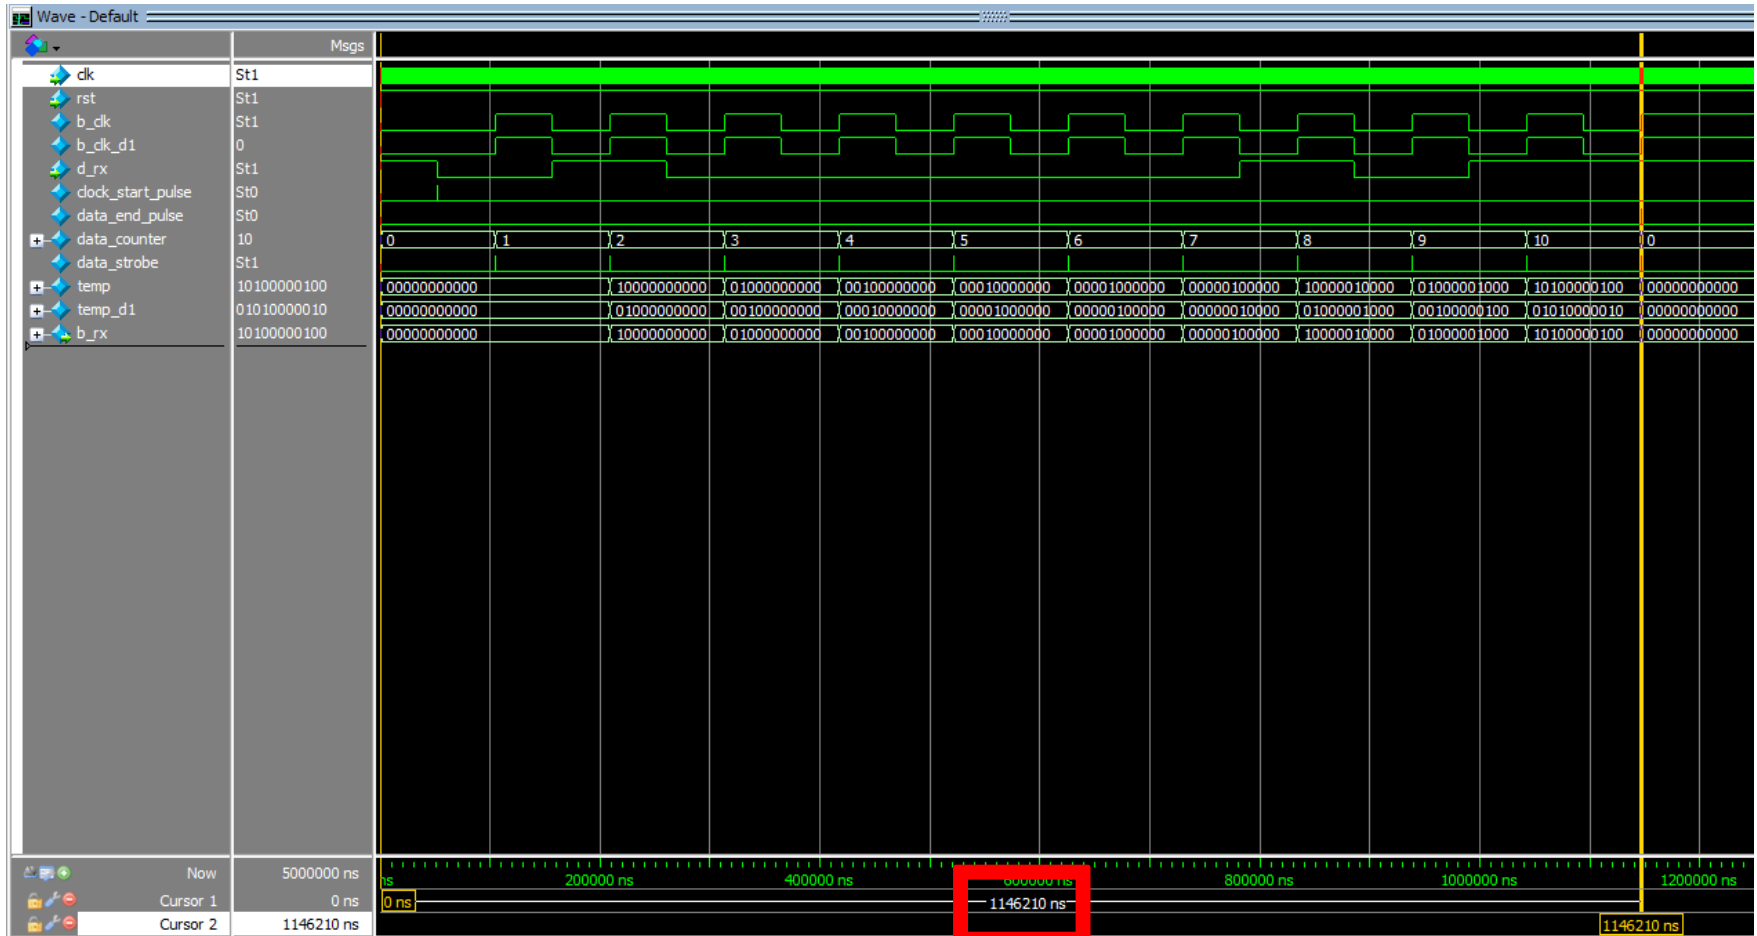 Wave - Default
Msgs
clk St1
rst St1
b_clk St1
b_clk_d1 0
d_rx St1
clock_start_pulse St0
data_end_pulse St0
data_counter 10 0 1 2 3 4 5 6 7 8 9 10 0
data_strobe St1
temp 10100000100 00000000000 10000000000 01000000000 00100000000 00010000000 00001000000 00000100000 10000010000 01000001000 10100000100 00000000000
temp_d1 01010000010 00000000000 01000000000 00100000000 00010000000 00001000000 00000100000 00000010000 01000001000 00100000100 01010000010 00000000000
b_rx 10100000100 00000000000 10000000000 01000000000 00100000000 00010000000 00001000000 00000100000 10000010000 01000001000 10100000100 00000000000
Now 5000000 ns ns 200000 ns 400000 ns 600000 ns 800000 ns 1000000 ns 1200000 ns
Cursor 1 0 ns 0 ns 1146210 ns
Cursor 2 1146210 ns 1146210 ns